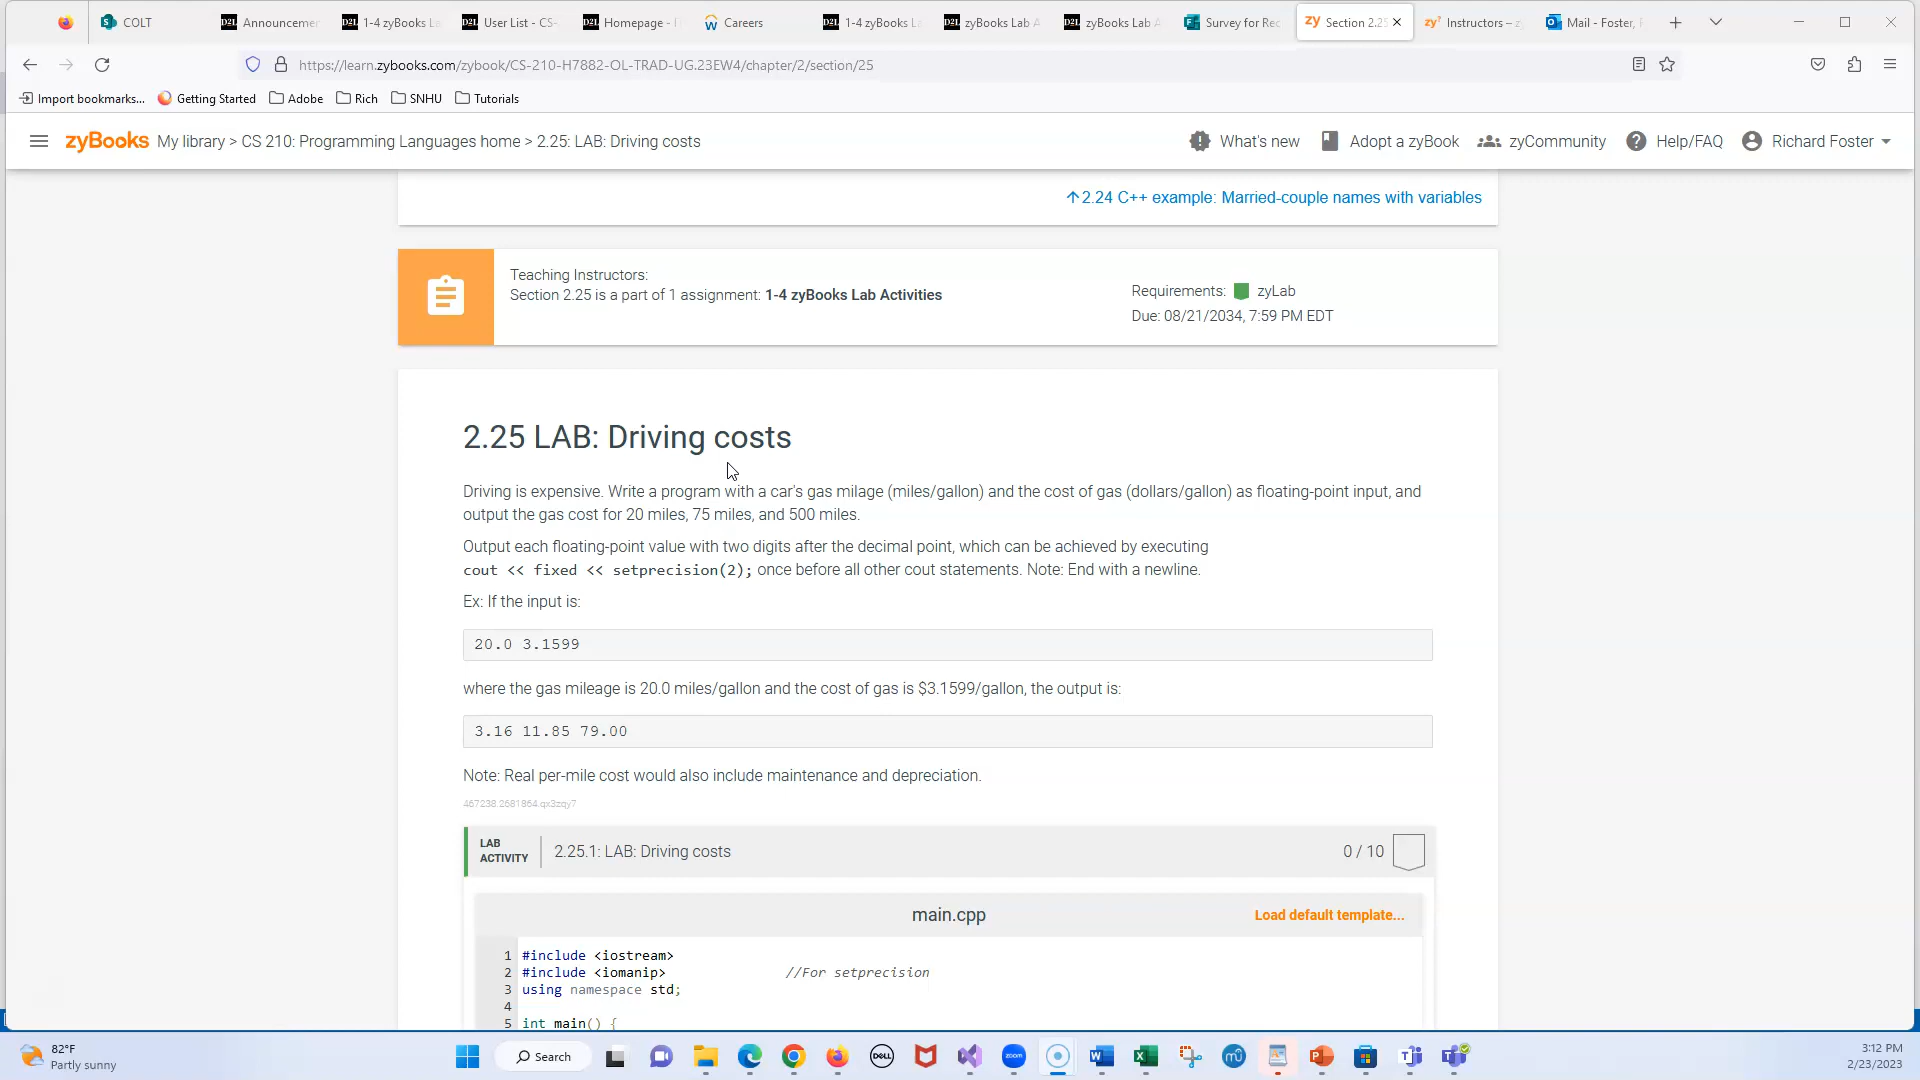 COLT
Announcemen
1-4 zyBooks La
User List - CS-
Homepage -
Careers
1-4 zyBooks La
zyBooks Lab A
zyBooks Lab A
Survey for Rec
zy Section 2.25
zy Instructors – z
Mail - Foster,
https://learn.zybooks.com/zybook/CS-210-H7882-OL-TRAD-UG.23EW4/chapter/2/section/25
Import bookmarks... Getting Started Adobe Rich SNHU Tutorials
zyBooks My library > CS 210: Programming Languages home > 2.25: LAB: Driving costs
What's new Adopt a zyBook zyCommunity Help/FAQ Richard Foster
2.24 C++ example: Married-couple names with variables
Teaching Instructors:
Section 2.25 is a part of 1 assignment: 1-4 zyBooks Lab Activities
Requirements: zyLab
Due: 08/21/2034, 7:59 PM EDT
2.25 LAB: Driving costs
Driving is expensive. Write a program with a car's gas milage (miles/gallon) and the cost of gas (dollars/gallon) as floating-point input, and
output the gas cost for 20 miles, 75 miles, and 500 miles.
Output each floating-point value with two digits after the decimal point, which can be achieved by executing
cout << fixed << setprecision(2); once before all other cout statements. Note: End with a newline.
Ex: If the input is:
20.0 3.1599
where the gas mileage is 20.0 miles/gallon and the cost of gas is $3.1599/gallon, the output is:
3.16 11.85 79.00
Note: Real per-mile cost would also include maintenance and depreciation.
467238.2681864.qx3zqy7
LAB
ACTIVITY
2.25.1: LAB: Driving costs
0 / 10
main.cpp
Load default template...
1 #include <iostream>
2 #include <iomanip> //For setprecision
3 using namespace std;
4
5 int main() {
82°F
Partly sunny
Search
DELL
zoom
3:12 PM
2/23/2023